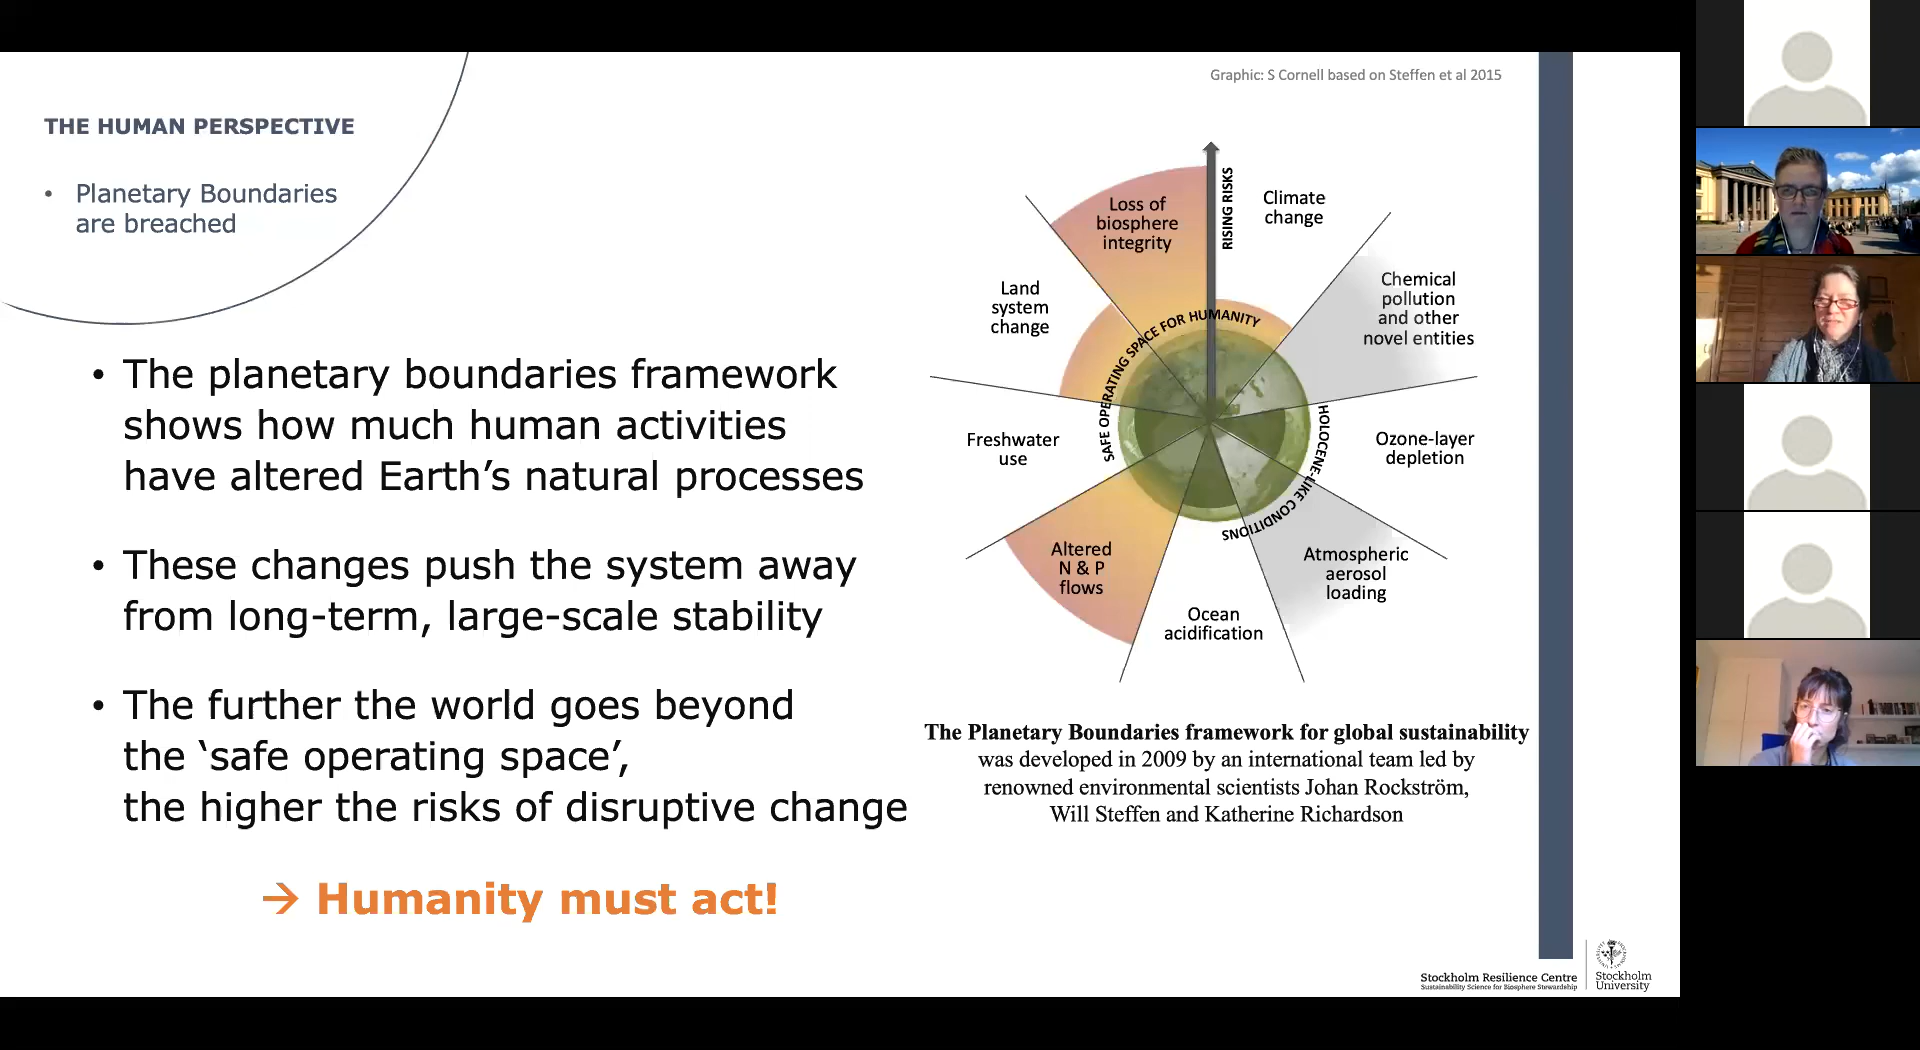 Graphic: S Cornell based on Steffen et al 2015
THE HUMAN PERSPECTIVE
• Planetary Boundaries
are breached
• The planetary boundaries framework
shows how much human activities
have altered Earth’s natural processes
• These changes push the system away
from long-term, large-scale stability
• The further the world goes beyond
the ‘safe operating space’,
the higher the risks of disruptive change
→ Humanity must act!
RISING RISKS
Climate
change
Chemical
pollution
and other
novel entities
Ozone-layer
depletion
Atmospheric
aerosol
loading
Ocean
acidification
Altered
N & P
flows
Freshwater
use
Land
system
change
Loss of
biosphere
integrity
SAFE OPERATING SPACE FOR HUMANITY
HOLOCENE-LIKE CONDITIONS
The Planetary Boundaries framework for global sustainability
was developed in 2009 by an international team led by
renowned environmental scientists Johan Rockström,
Will Steffen and Katherine Richardson
Stockholm Resilience Centre
Sustainability Science for Biosphere Stewardship
Stockholm
University